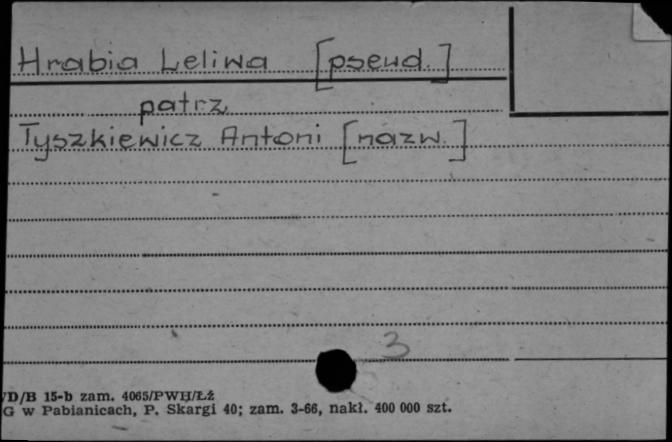 Hrabia Leliwa [pseud.]
patrz
Tyszkiewicz Antoni [nazw.]
3
/D/B 15-b zam. 4065/PWH/Łź
G w Pabianicach, P. Skargi 40; zam. 3-66, nakł. 400 000 szt.